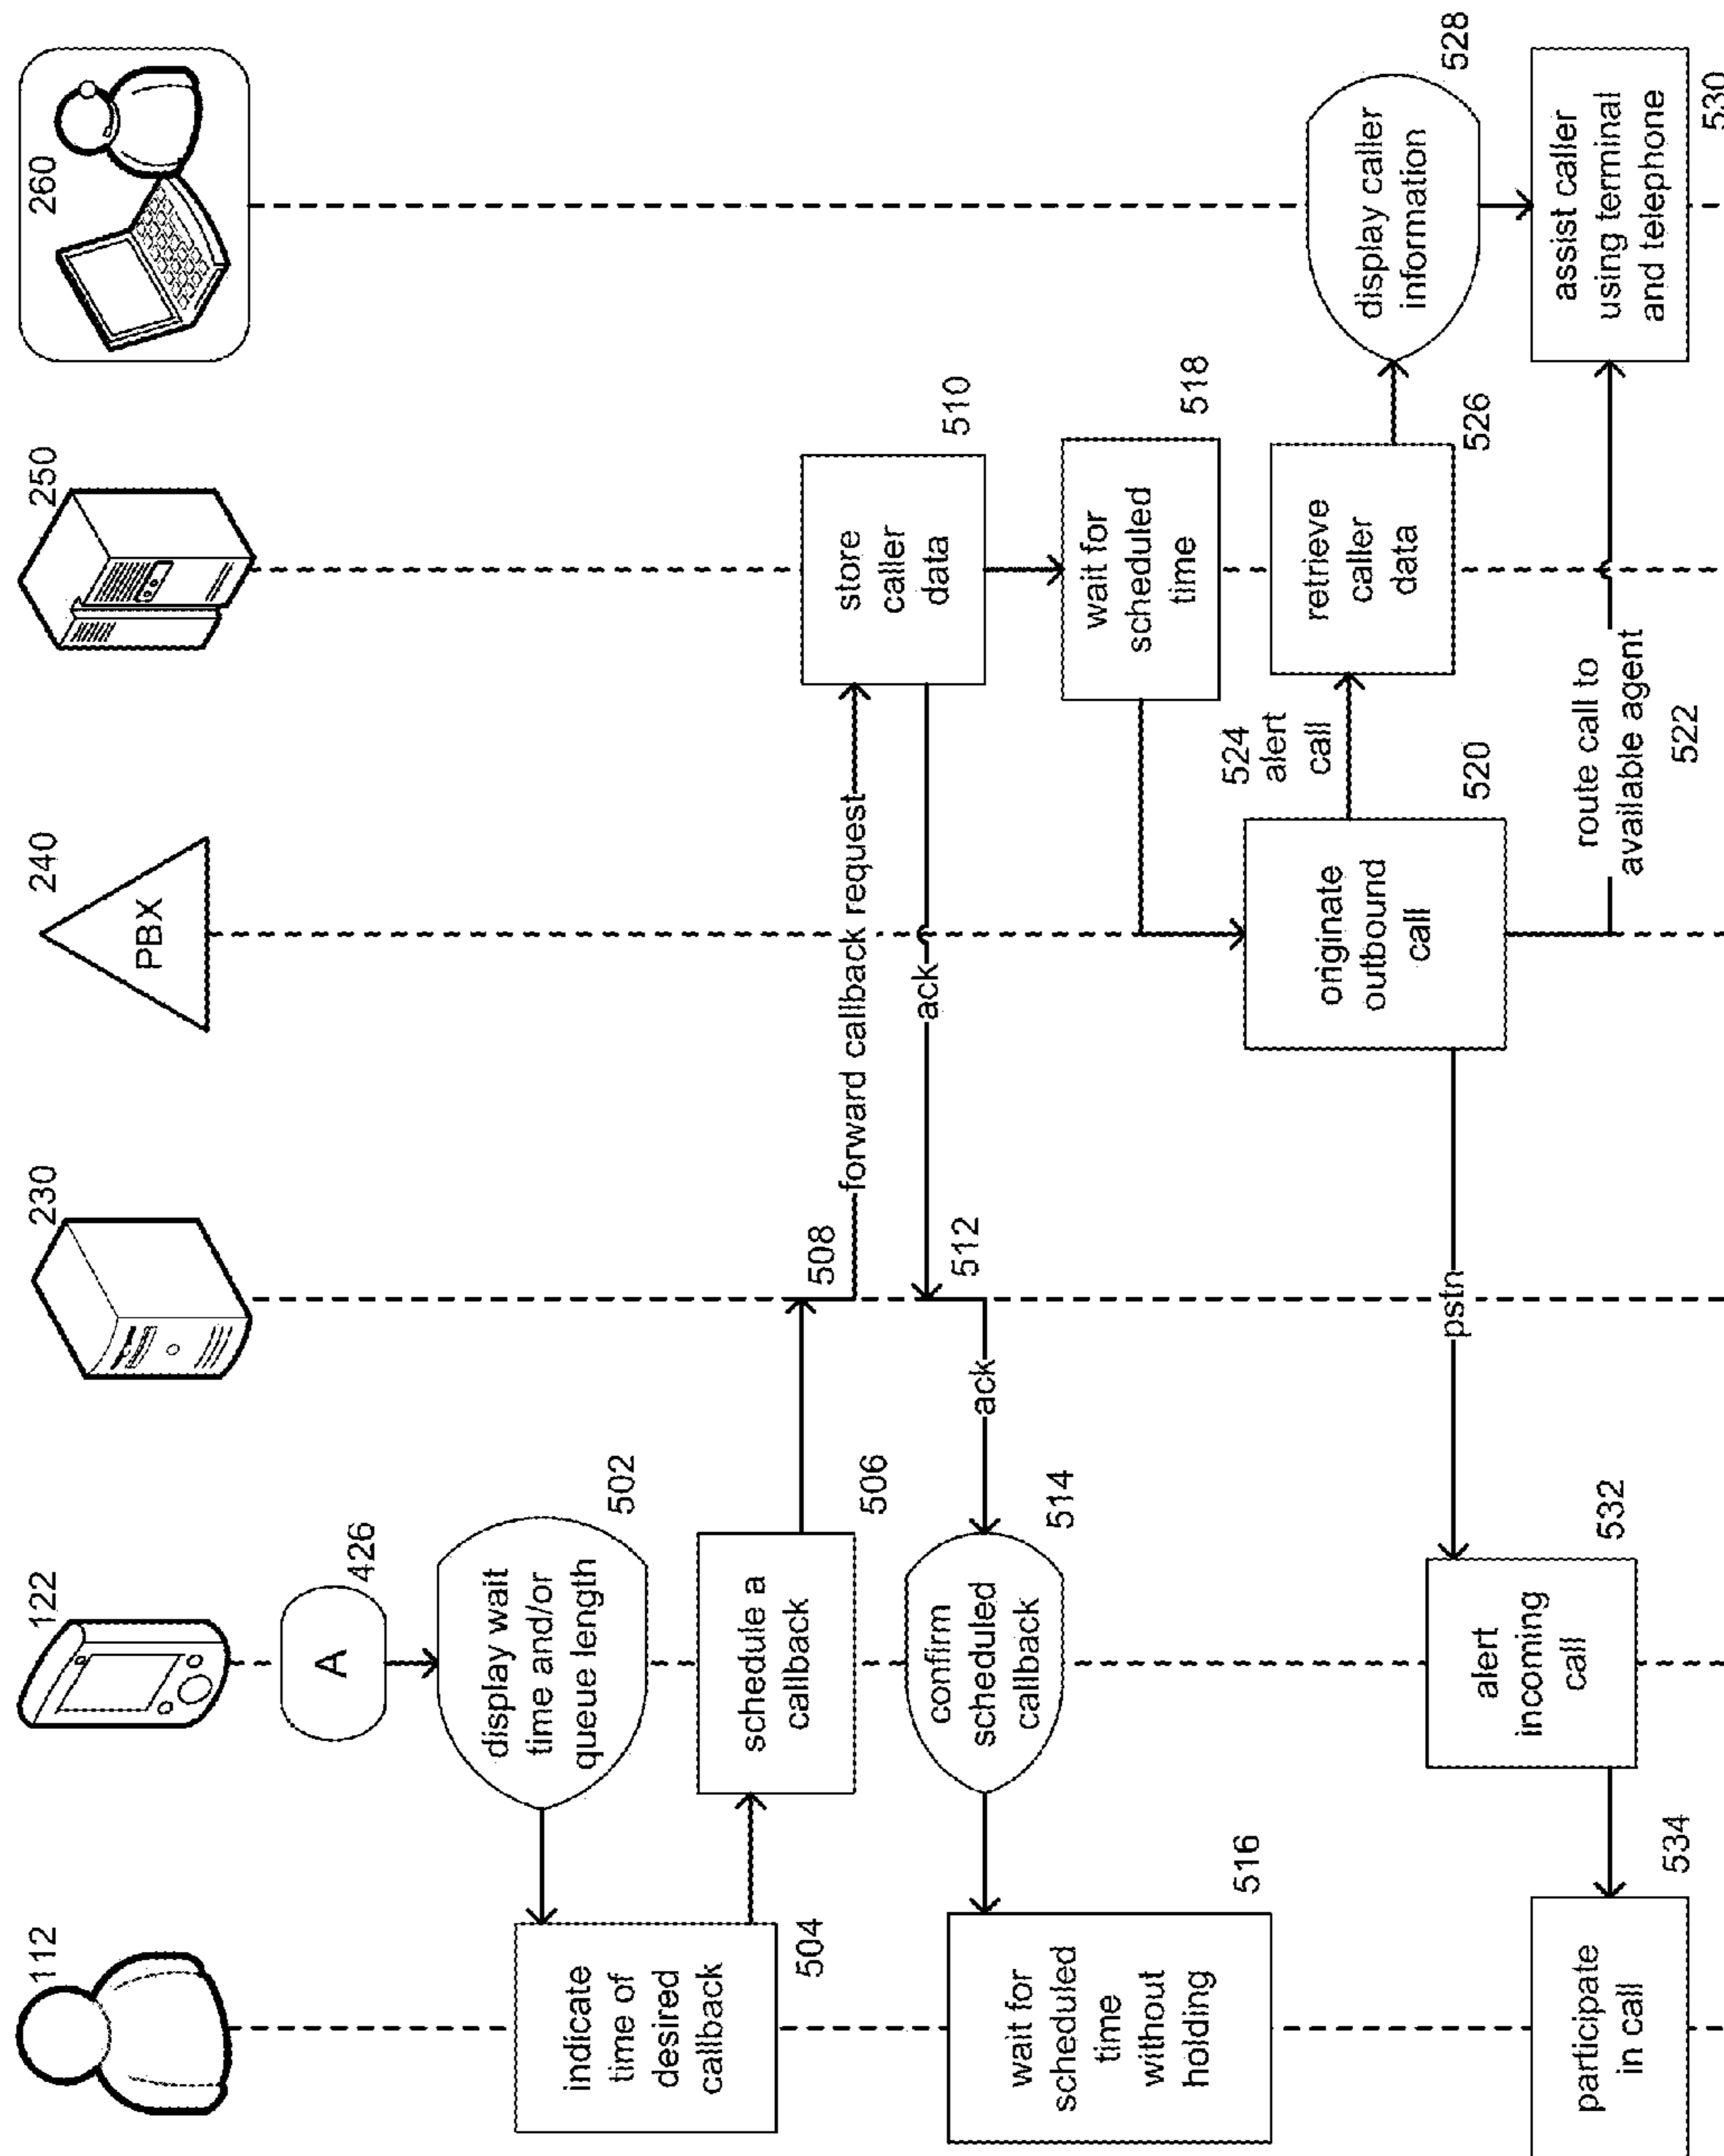 112
122
230
240
PBX
250
260
A
426
display wait
time and/or
queue length
502
indicate
time of
desired
callback
504
schedule a
callback
506
508
forward callback request
store
caller
data
510
ack
512
ack
confirm
scheduled
callback
514
wait for
scheduled
time
without
holding
516
wait for
scheduled
time
518
originate
outbound
call
520
524
alert
call
retrieve
caller
data
526
display caller
information
528
route call to
available agent
522
assist caller
using terminal
and telephone
530
pstn
alert
incoming
call
532
participate
in call
534